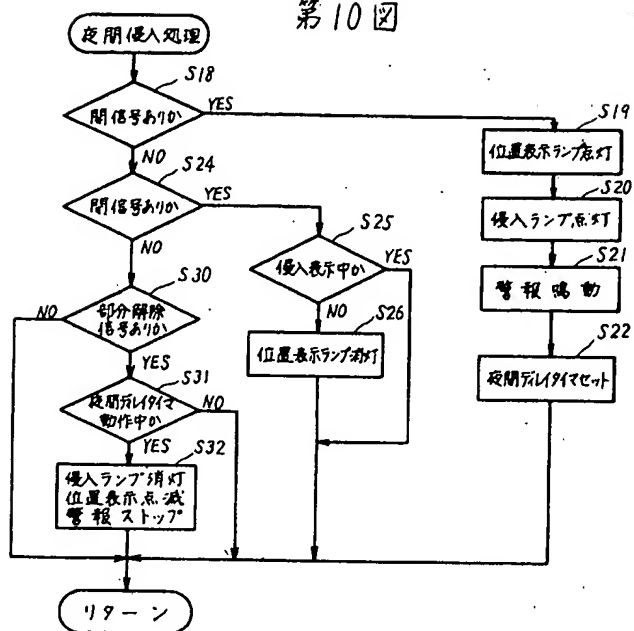 第10図
夜間侵入処理
S18
開信号ありか
YES
NO
S19
位置表示ランプ点灯
S20
侵入ランプ点灯
S21
警報鳴動
S22
夜間ディレイタイマセット
S24
閉信号ありか
YES
NO
S25
侵入表示中か
YES
NO
S26
位置表示ランプ消灯
S30
部分解除
信号ありか
NO
YES
S31
夜間ディレイタイマ
動作中か
NO
YES
S32
侵入ランプ消灯
位置表示点滅
警報ストップ
リターン